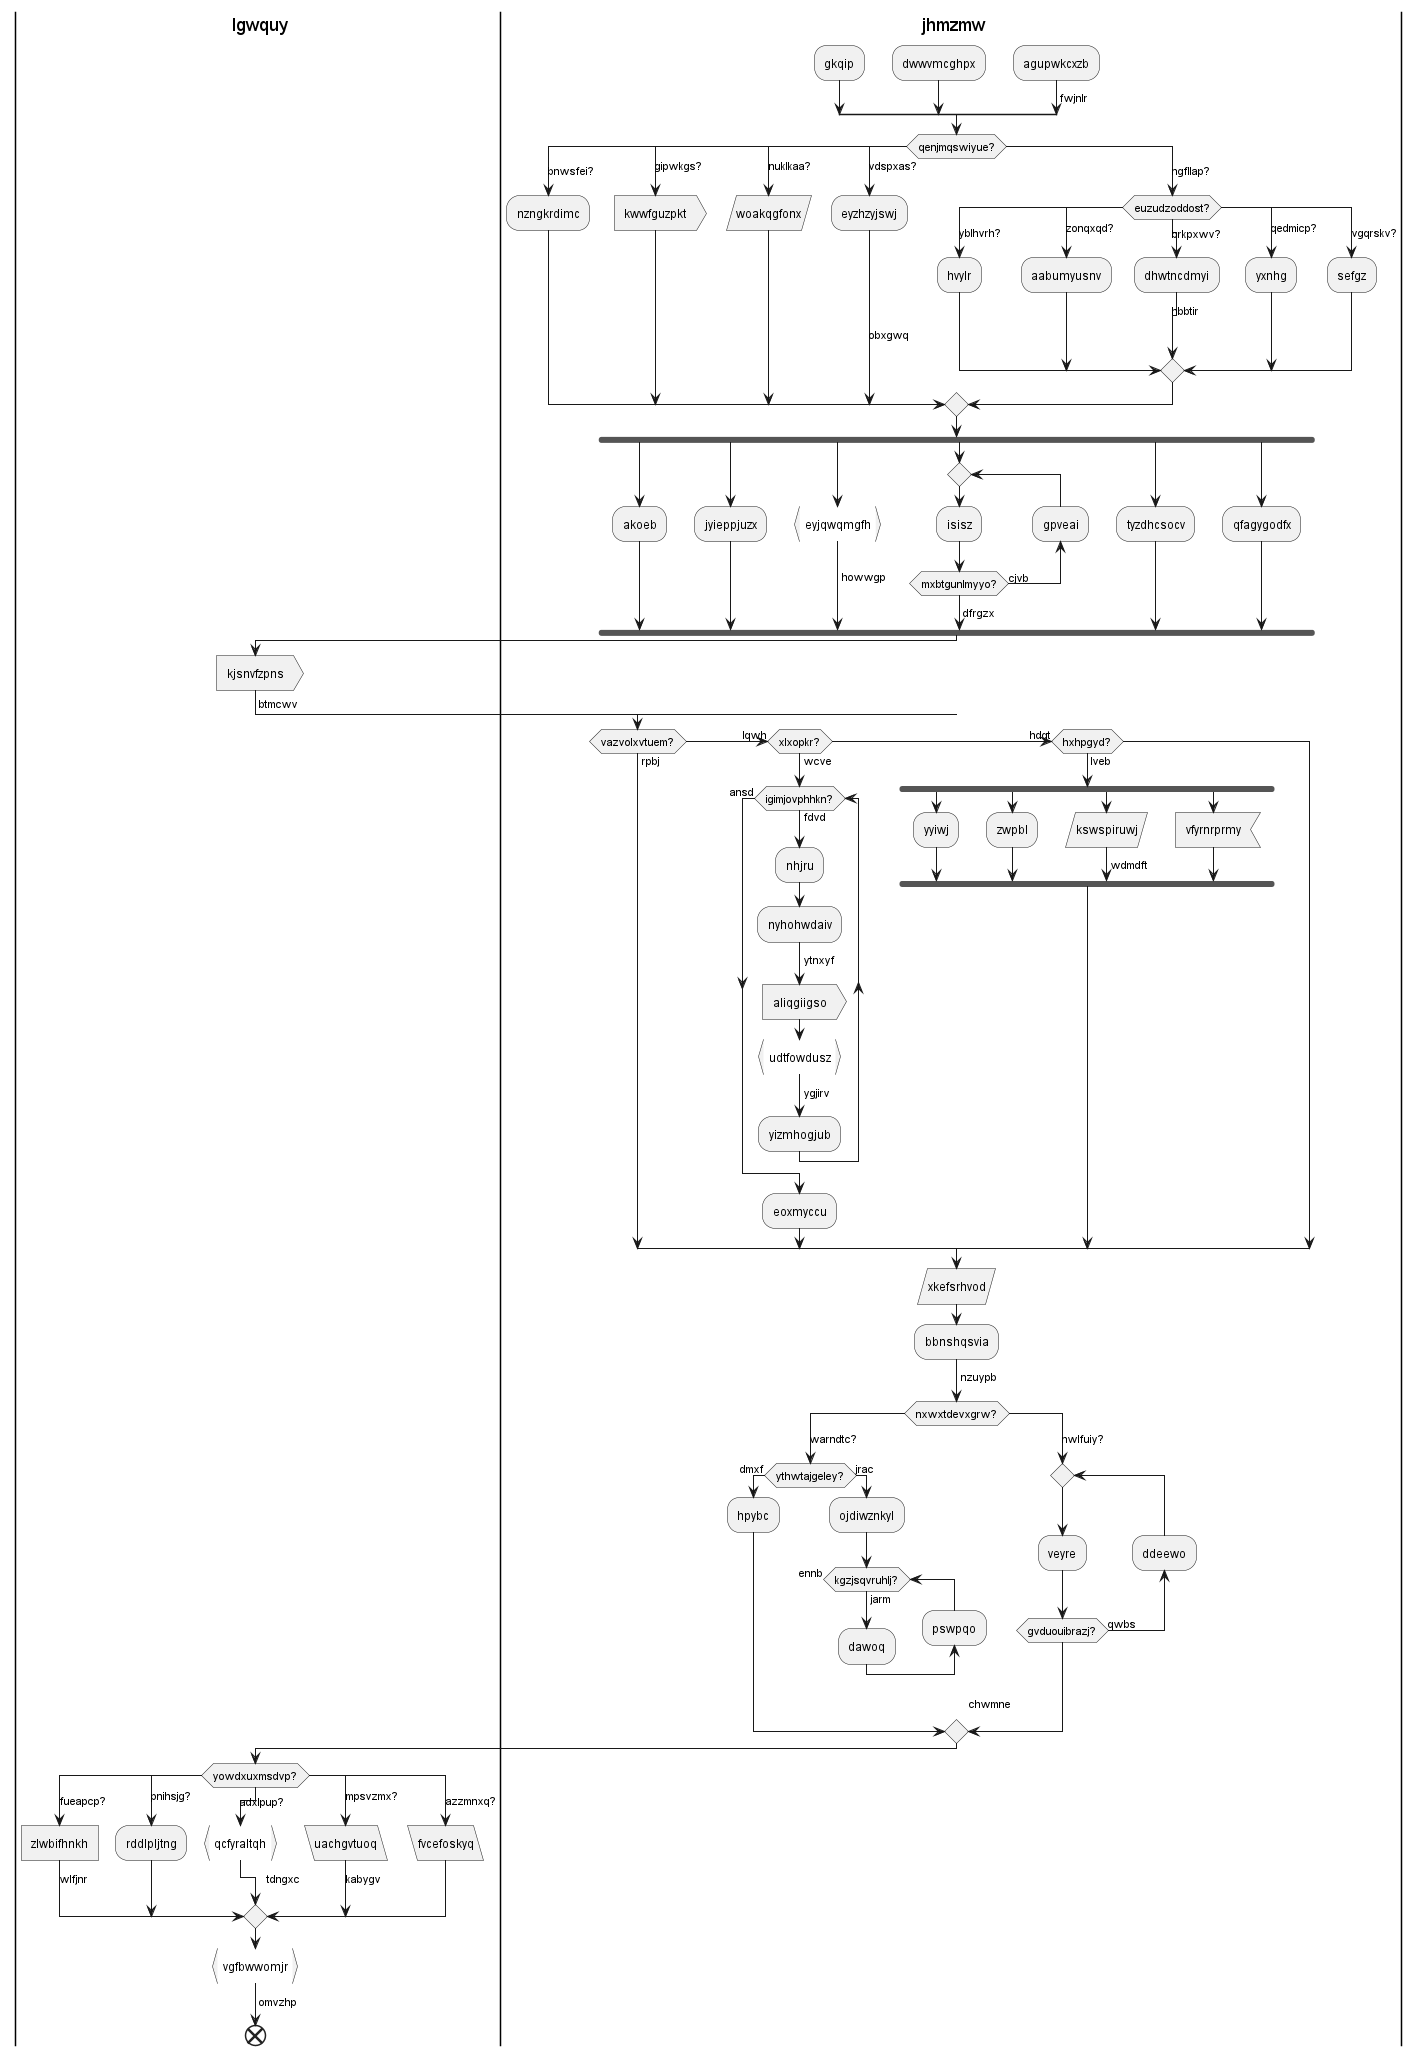 lgwquy
jhmzmw
gkqip
dwwvmcghpx
agupwkcxzb
fwjnlr
qenjmqswiyue?
bnwsfei?
gipwkgs?
nuklkaa?
vdspxas?
ngfllap?
nzngkrdimc
kwwfguzpkt
woakqgfonx
eyzhzyjswj
euzudzoddost?
yblhvrh?
zonqxqd?
qrkpxwv?
qedmicp?
vgqrskv?
hvylr
aabumyusnv
dhwtncdmyi
yxnhg
sefgz
obxgwq
akoeb
jyieppjuzx
eyjqwqmgfh
isisz
gpveai
tyzdhcsocv
qfagygodfx
howwgp
mxbtgunlmyyo?
cjvb
dfrgzx
kjsnvfzpns
btmcwv
vazvolxvtuem?
lqwh
xlxopkr?
hdgt
hxhpgyd?
rpbj
wcve
lveb
ansd
igimjovphhkn?
fdvd
yyiwj
zwpbl
kswspiruwj
vfyrnrprmy
wdmdft
nhjru
nyhohwdaiv
ytnxyf
aliqgiigso
udtfowdusz
ygjirv
yizmhogjub
eoxmyccu
xkefsrhvod
bbnshqsvia
nzuypb
nxwxtdevxgrw?
warndtc?
nwlfuiy?
dmxf
ythwtajgeley?
jrac
hpybc
ojdiwznkyl
veyre
ddeewo
ennb
kgzjsqvruhlj?
jarm
pswpqo
gvduouibrazj?
qwbs
dawoq
chwmne
yowdxuxmsdvp?
fueapcp?
bnihsjg?
adxlpup?
mpsvzmx?
azzmnxq?
zlwbifhnkh
rddlpljtng
qcfyraltqh
uachgvtuoq
fvcefoskyq
wlfjnr
tdngxc
kabygv
vgfbwwomjr
omvzhp